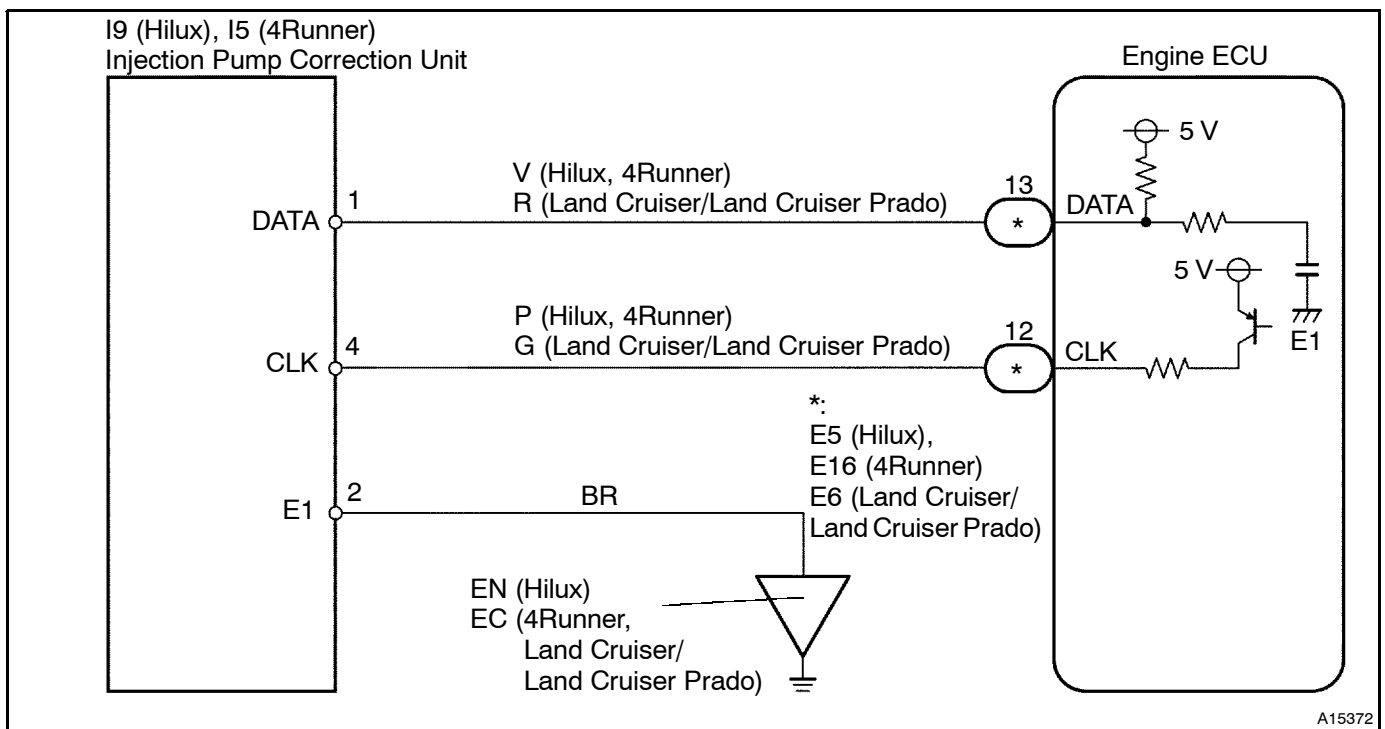 I9 (Hilux), I5 (4Runner)
Injection Pump Correction Unit
Engine ECU
5 V
V (Hilux, 4Runner)
R (Land Cruiser/Land Cruiser Prado)
1
13
DATA
*
DATA
5 V
E1
P (Hilux, 4Runner)
G (Land Cruiser/Land Cruiser Prado)
4
12
CLK
*
CLK
*:
E5 (Hilux),
E16 (4Runner)
E6 (Land Cruiser/
Land Cruiser Prado)
2
E1
BR
EN (Hilux)
EC (4Runner,
Land Cruiser/
Land Cruiser Prado)
A15372